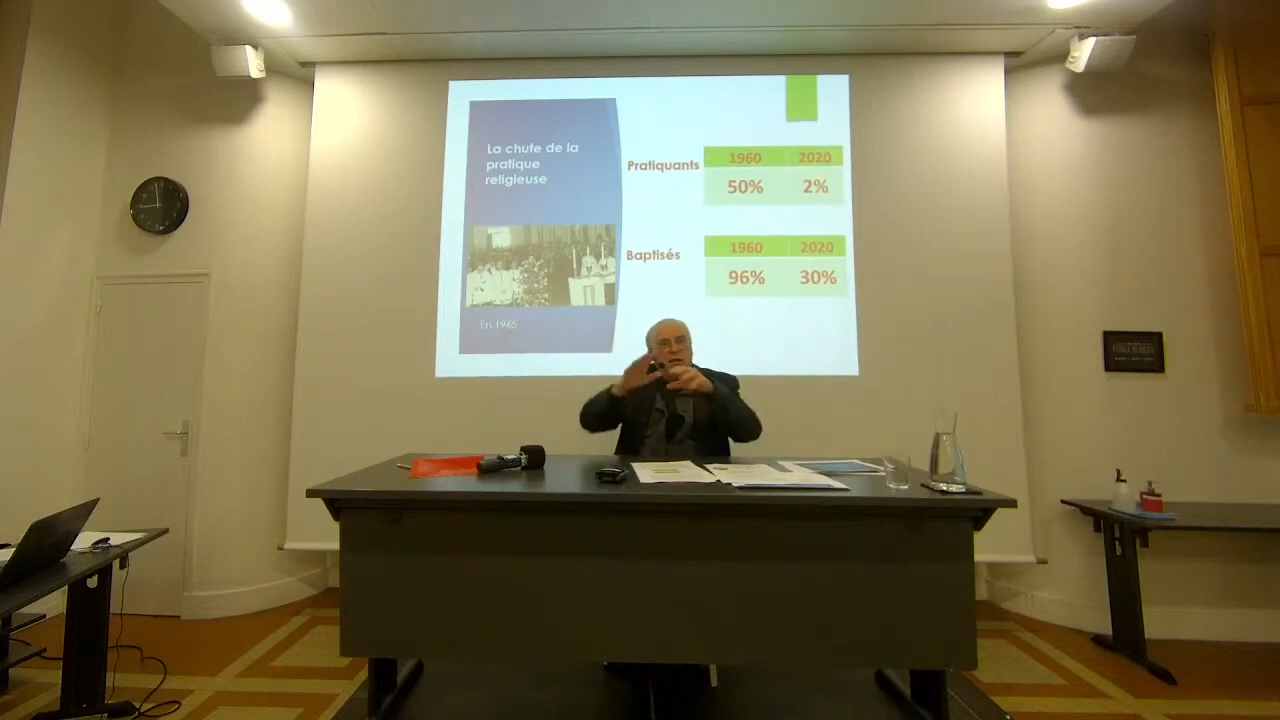 La chute de la
pratique
religieuse
En 1965
Pratiquants
1960 2020
50% 2%
Baptisés
1960 2020
96% 30%